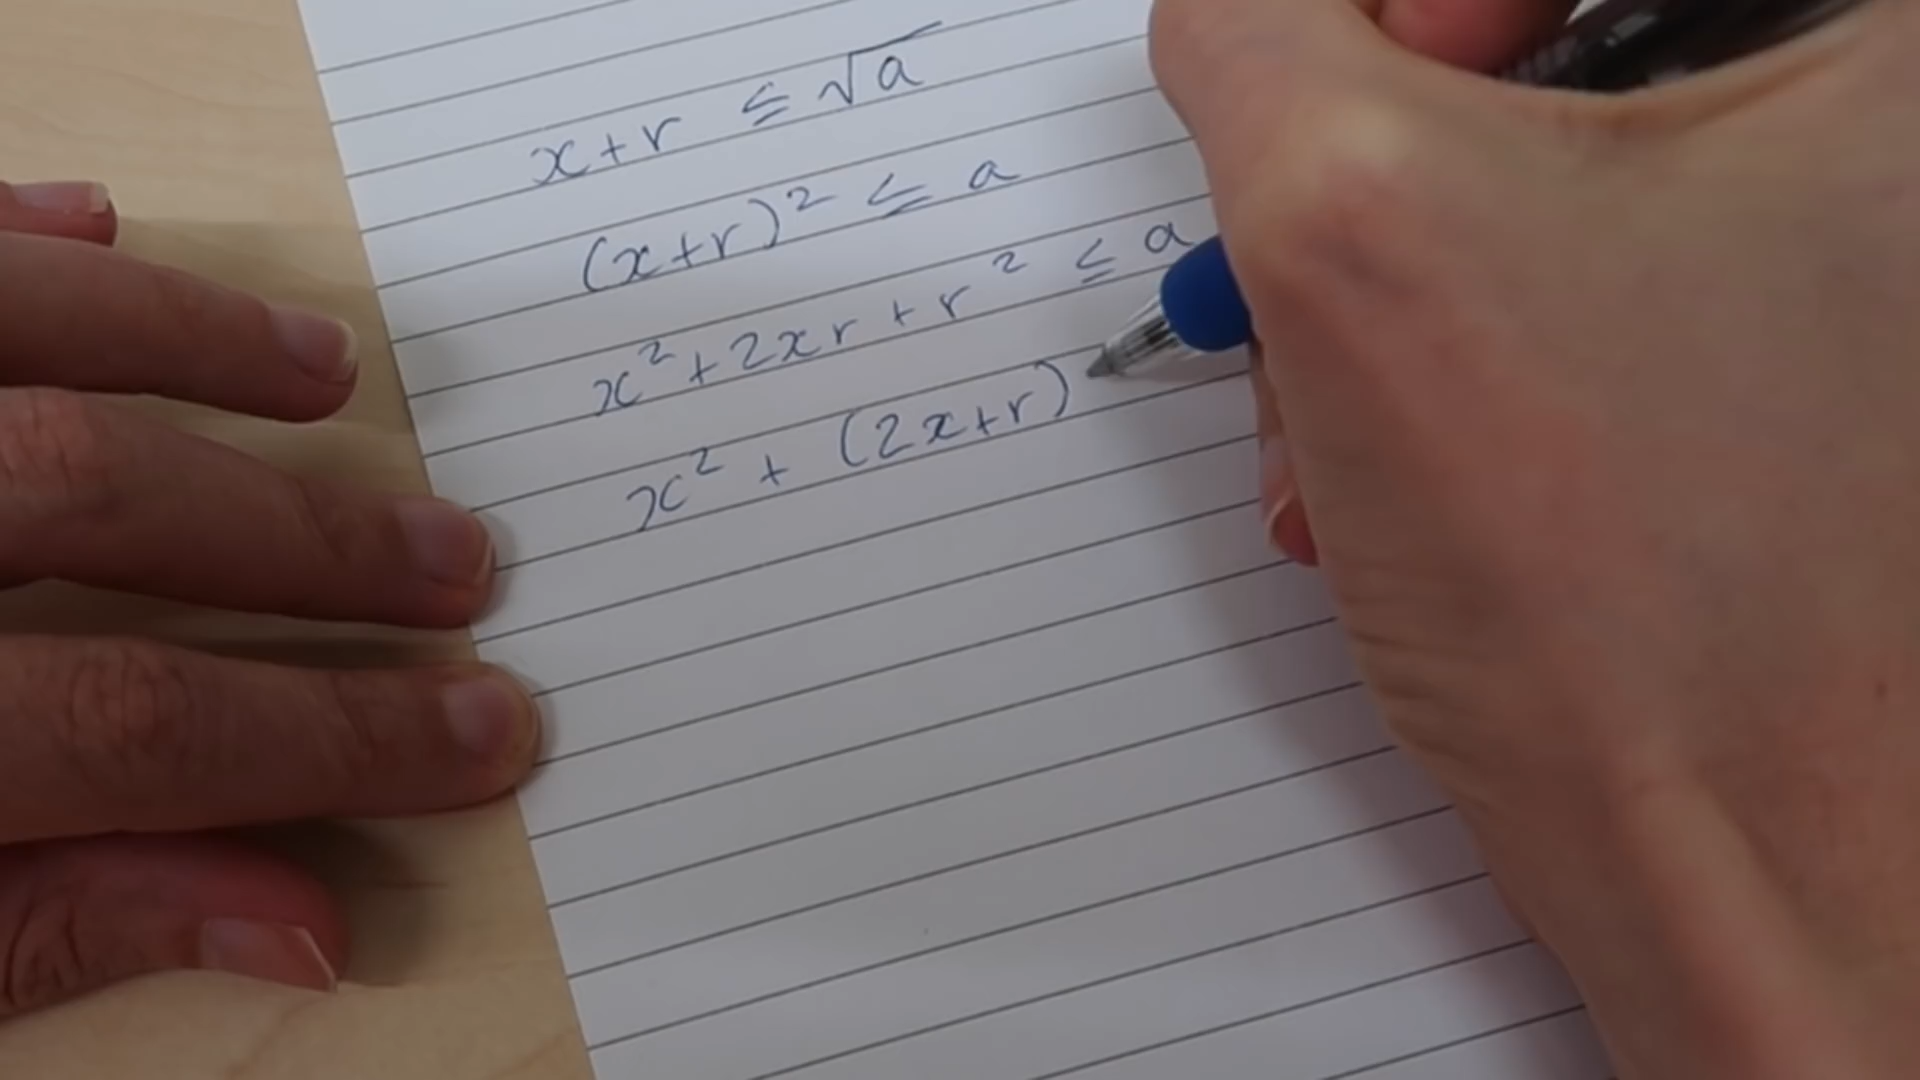 x+r ≤ √a
(x+r)² ≤ a
x²+2xr+r² ≤ a
x² + (2x+r)